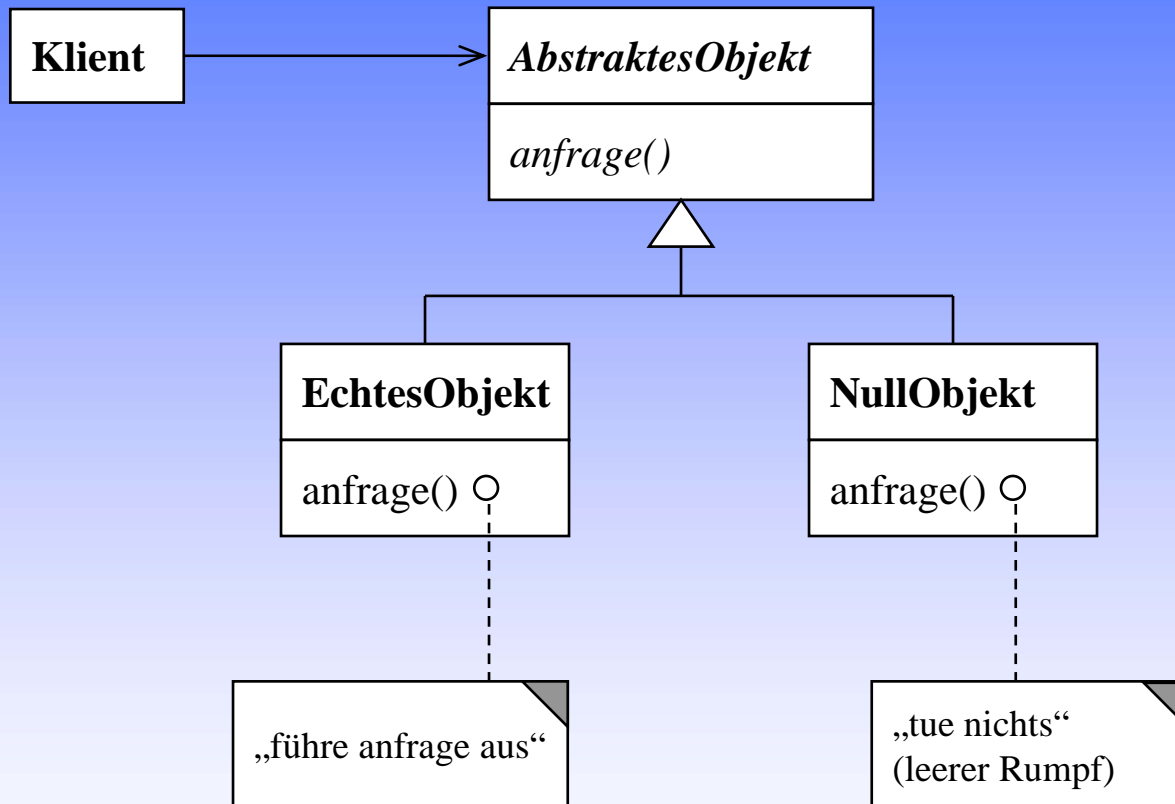 Klient
AbstraktesObjekt
anfrage()
EchtesObjekt
anfrage()
NullObjekt
anfrage()
„führe anfrage aus“
„tue nichts“
(leerer Rumpf)